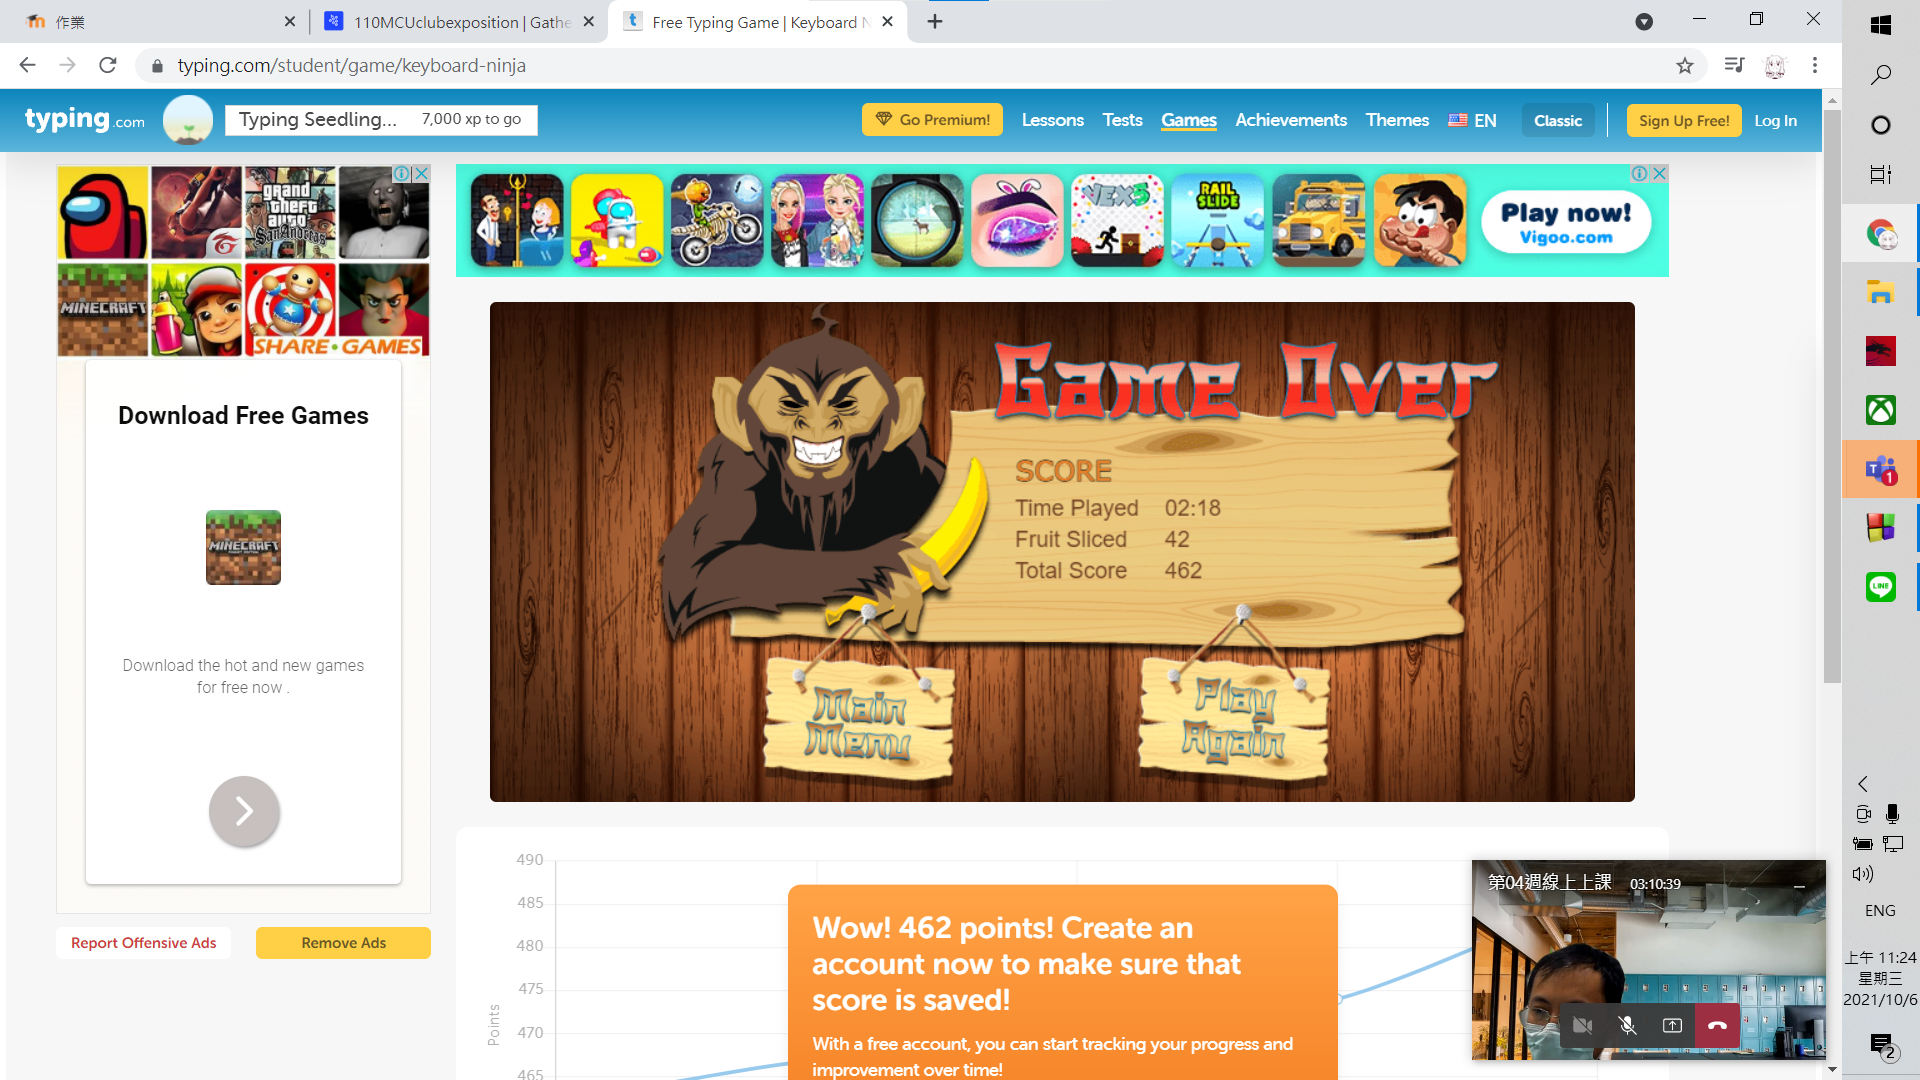 作業
110MCUclubexposition | Gathe
Free Typing Game | Keyboard N
typing.com/student/game/keyboard-ninja
typing.com
Typing Seedling... 7,000 xp to go
Go Premium!
Lessons
Tests
Games
Achievements
Themes
EN
Classic
Sign Up Free!
Log In
grand
theft
auto
San Andreas
MINECRAFT
SHARE • GAMES
Download Free Games
MINECRAFT
Download the hot and new games
for free now .
Report Offensive Ads
Remove Ads
VEX
RAIL
SLIDE
Play now!
Vigoo.com
Game Over
SCORE
Time Played 02:18
Fruit Sliced 42
Total Score 462
Main
Menu
Play
Again
490
485
480
475
470
465
Points
Wow! 462 points! Create an
account now to make sure that
score is saved!
With a free account, you can start tracking your progress and
improvement over time!
第04週線上上課 03:10:39
T
1
LINE
ENG
上午 11:24
星期三
2021/10/6
2